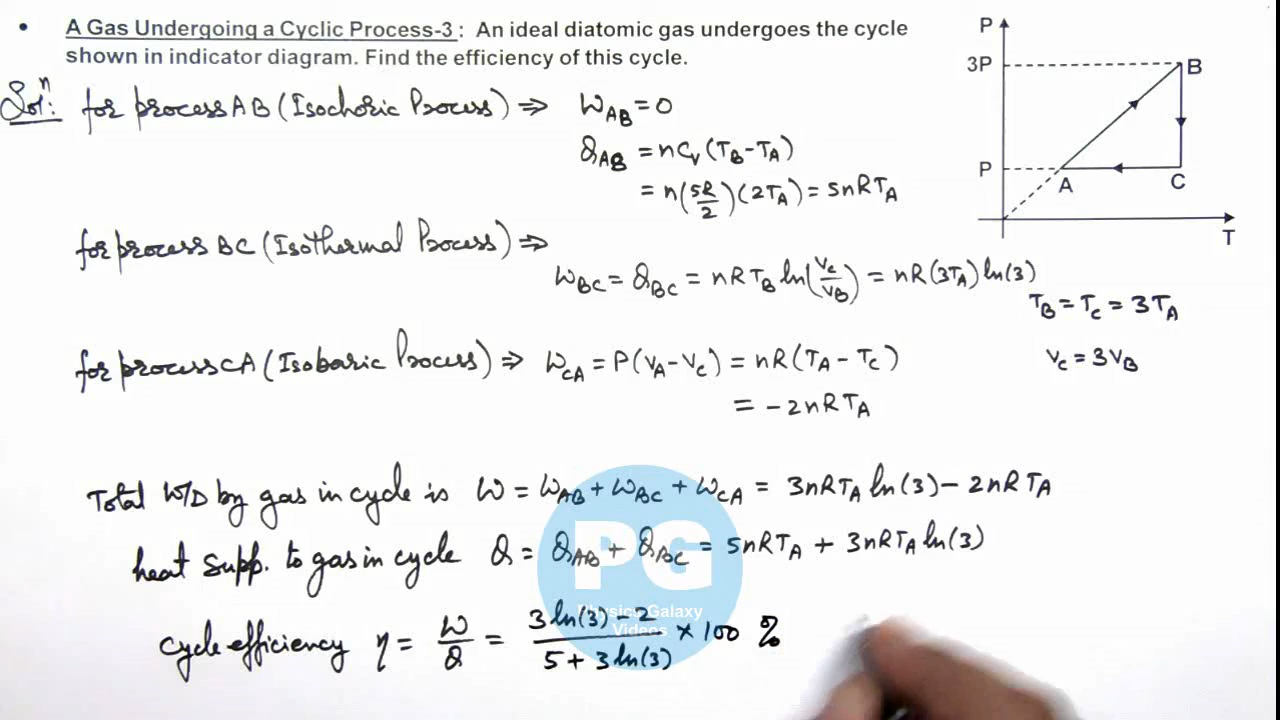 • A Gas Undergoing a Cyclic Process-3 : An ideal diatomic gas undergoes the cycle
shown in indicator diagram. Find the efficiency of this cycle.
P
3P
B
P
A
C
T
Solⁿ: for process AB (Isochoric Process) ⇒ W_AB = 0
Q_AB = nC_V (T_B - T_A)
= n(5R/2)(2T_A) = 5nRT_A
for process BC (Isothermal Process) ⇒
W_BC = Q_BC = nRT_B ln(V_C/V_B) = nR(3T_A) ln(3)
T_B = T_C = 3T_A
for process CA (Isobaric Process) ⇒ W_CA = P(V_A - V_C) = nR(T_A - T_C)
V_C = 3V_B
= -2nRT_A
Total W/D by gas in cycle is W = W_AB + W_BC + W_CA = 3nRT_A ln(3) - 2nRT_A
heat supp. to gas in cycle Q = Q_AB + Q_BC = 5nRT_A + 3nRT_A ln(3)
PG
Physics Galaxy
Videos
cycle efficiency η = W/Q = (3 ln(3) - 2)/(5 + 3 ln(3)) × 100 %